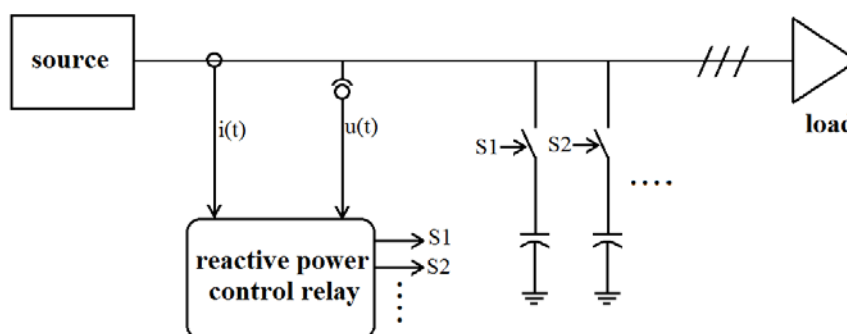 source
i(t)
u(t)
S1
S2
load
reactive power
control relay
S1
S2